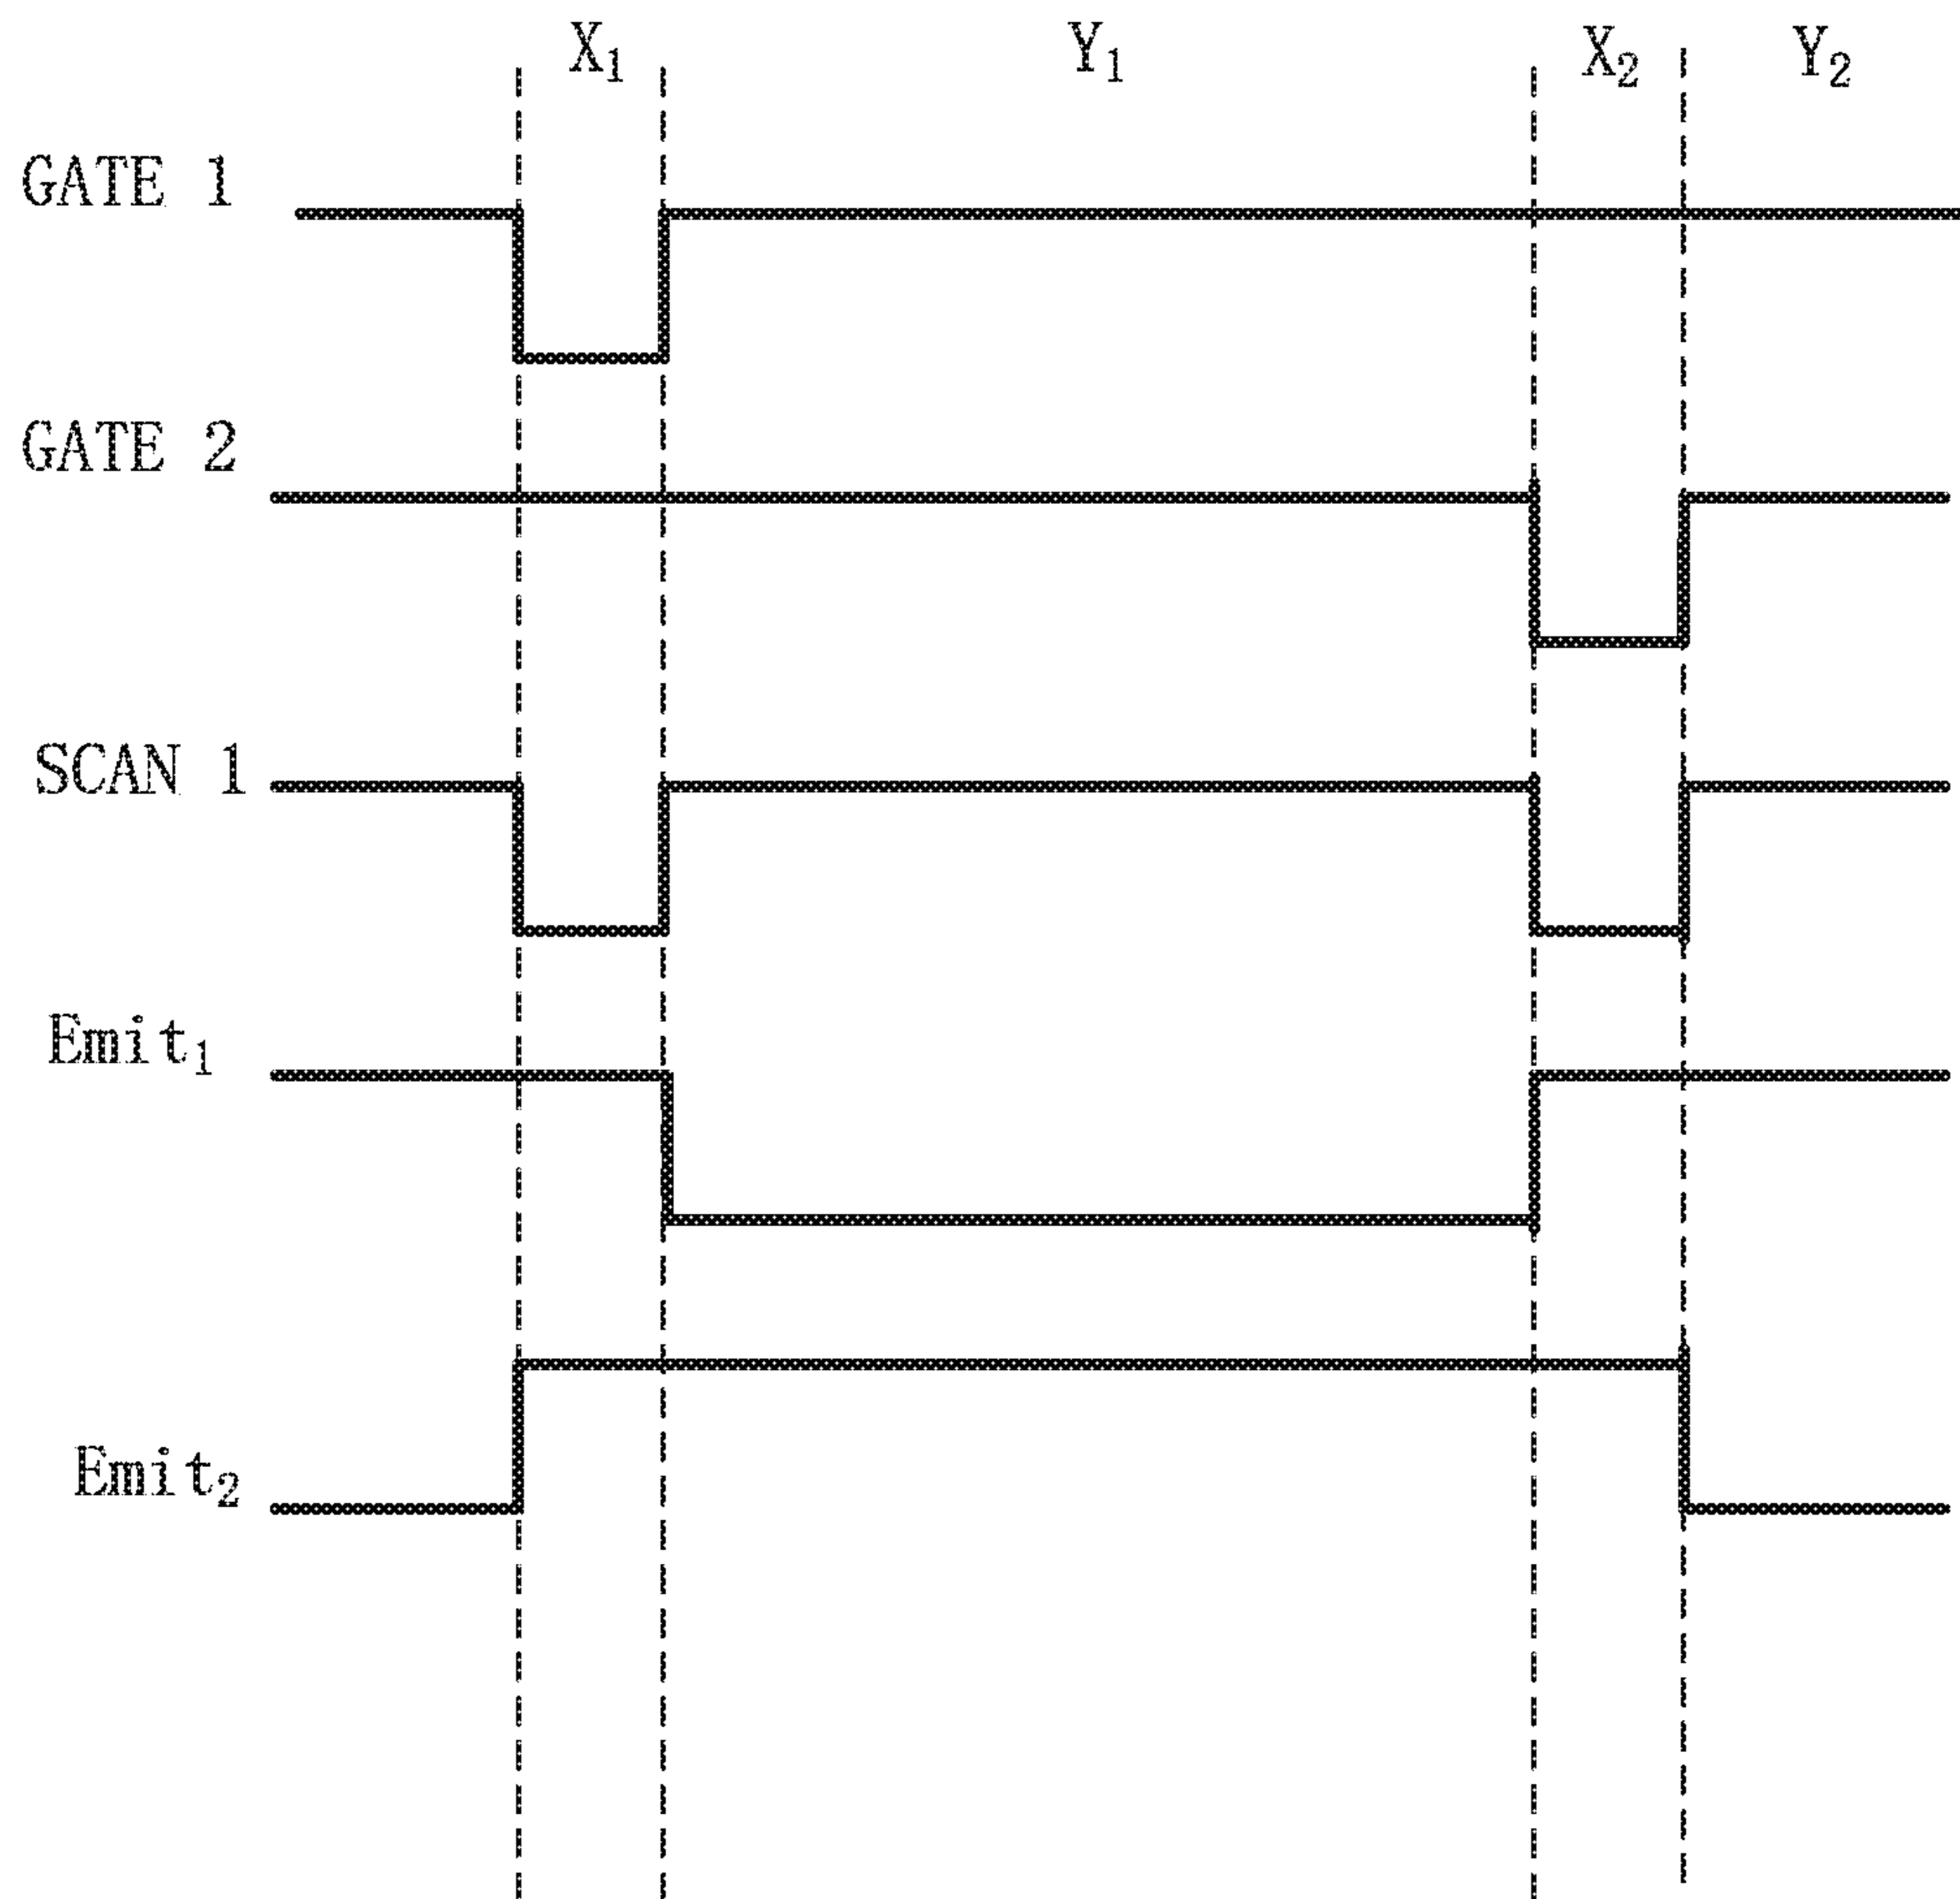 X₁ Y₁ X₂ Y₂
GATE 1
GATE 2
SCAN 1
Emit₁
Emit₂